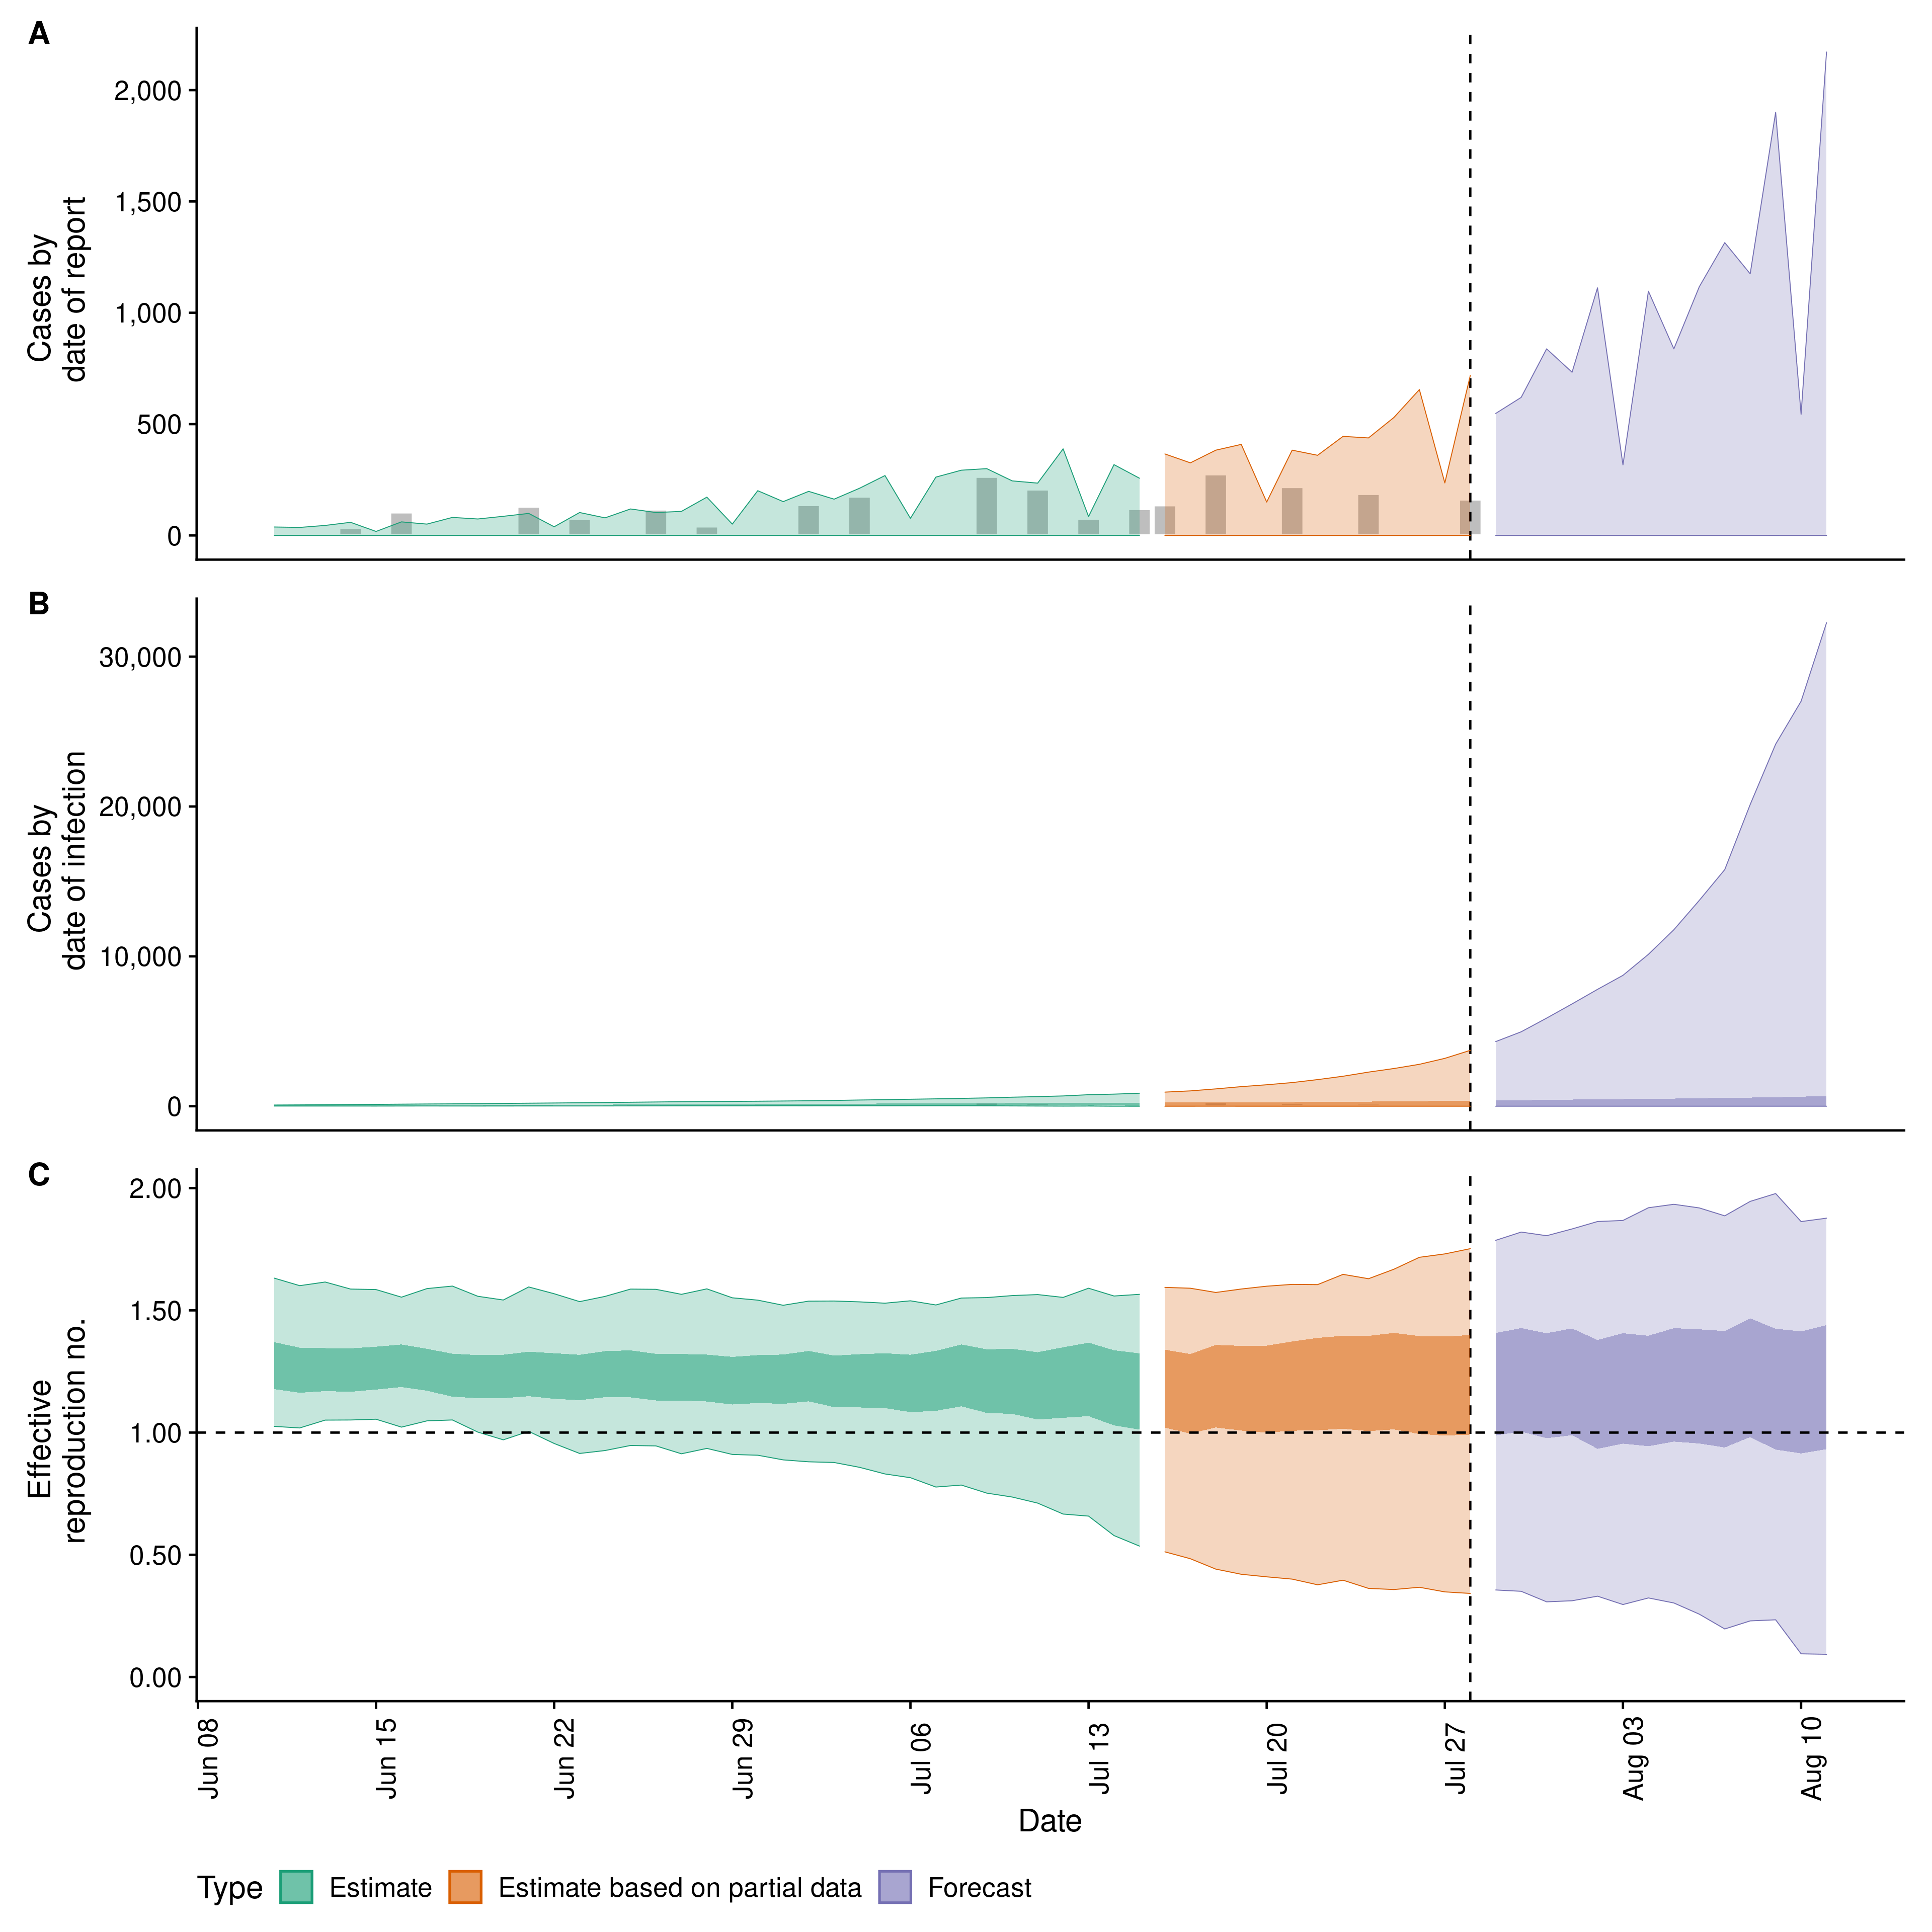 A
2,000
1,500
1,000
500
0
Cases by
date of report
B
30,000
20,000
10,000
0
Cases by
date of infection
C
2.00
1.50
1.00
0.50
0.00
Effective
reproduction no.
Jun 08
Jun 15
Jun 22
Jun 29
Jul 06
Jul 13
Jul 20
Jul 27
Aug 03
Aug 10
Date
Type Estimate Estimate based on partial data Forecast